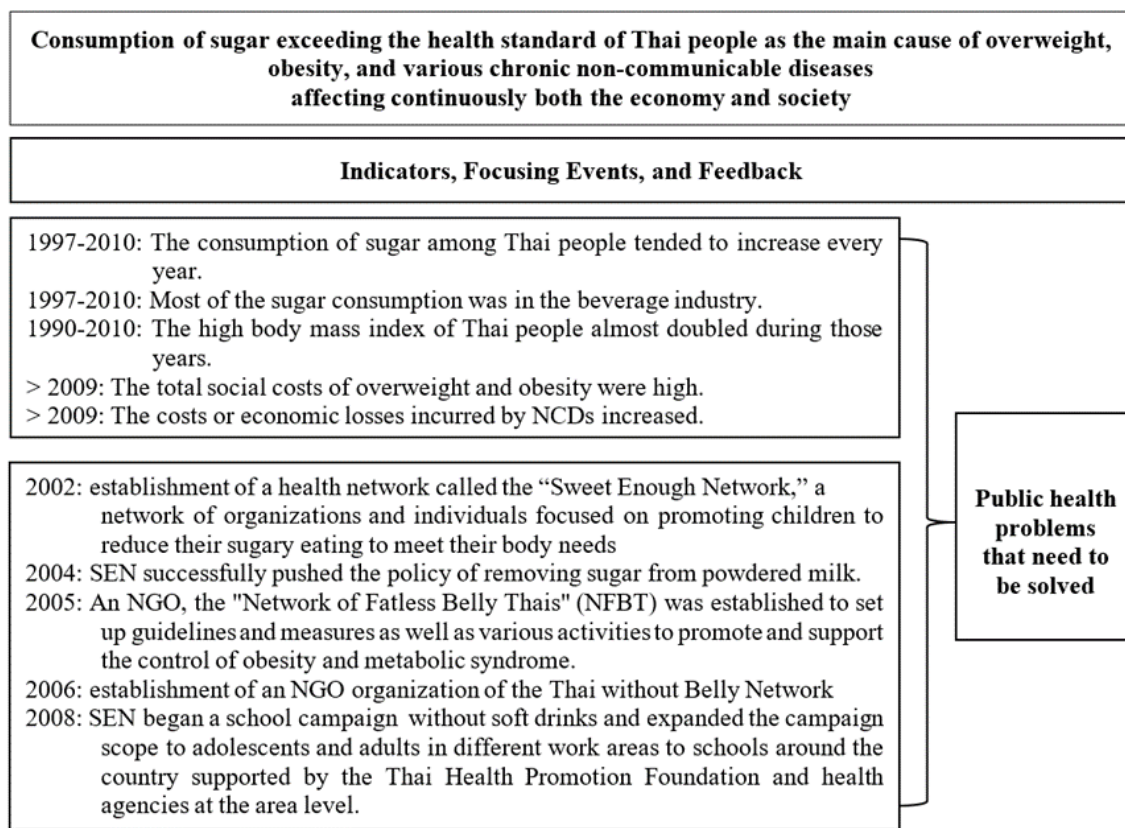 Consumption of sugar exceeding the health standard of Thai people as the main cause of overweight,
obesity, and various chronic non-communicable diseases
affecting continuously both the economy and society
Indicators, Focusing Events, and Feedback
1997-2010: The consumption of sugar among Thai people tended to increase every
year.
1997-2010: Most of the sugar consumption was in the beverage industry.
1990-2010: The high body mass index of Thai people almost doubled during those
years.
> 2009: The total social costs of overweight and obesity were high.
> 2009: The costs or economic losses incurred by NCDs increased.
2002: establishment of a health network called the “Sweet Enough Network,” a
network of organizations and individuals focused on promoting children to
reduce their sugary eating to meet their body needs
2004: SEN successfully pushed the policy of removing sugar from powdered milk.
2005: An NGO, the "Network of Fatless Belly Thais" (NFBT) was established to set
up guidelines and measures as well as various activities to promote and support
the control of obesity and metabolic syndrome.
2006: establishment of an NGO organization of the Thai without Belly Network
2008: SEN began a school campaign without soft drinks and expanded the campaign
scope to adolescents and adults in different work areas to schools around the
country supported by the Thai Health Promotion Foundation and health
agencies at the area level.
Public health
problems
that need to
be solved